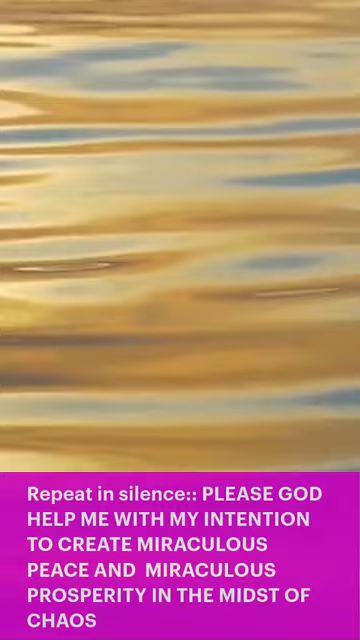 Repeat in silence:: PLEASE GOD
HELP ME WITH MY INTENTION
TO CREATE MIRACULOUS
PEACE AND  MIRACULOUS
PROSPERITY IN THE MIDST OF
CHAOS